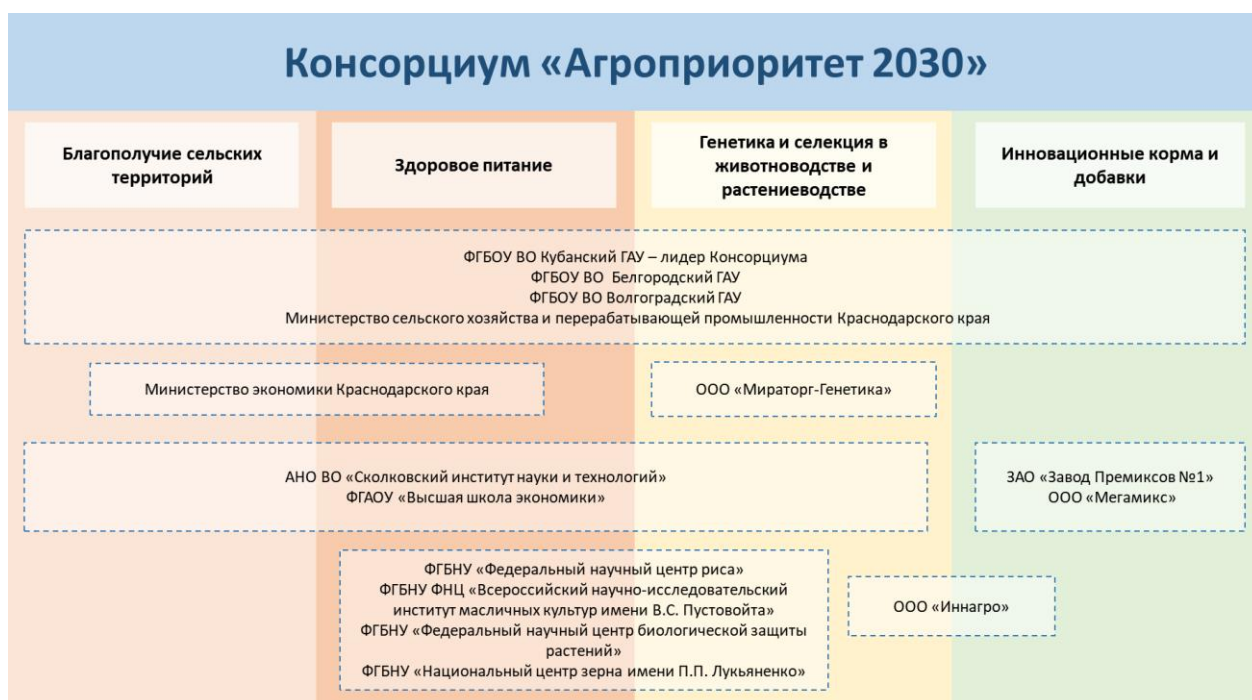 Консорциум «Агроприоритет 2030»
Благополучие сельских
территорий
Здоровое питание
Генетика и селекция в
животноводстве и
растениеводстве
Инновационные корма и
добавки
ФГБОУ ВО Кубанский ГАУ – лидер Консорциума
ФГБОУ ВО Белгородский ГАУ
ФГБОУ ВО Волгоградский ГАУ
Министерство сельского хозяйства и перерабатывающей промышленности Краснодарского края
Министерство экономики Краснодарского края
ООО «Мираторг-Генетика»
АНО ВО «Сколковский институт науки и технологий»
ФГАОУ «Высшая школа экономики»
ЗАО «Завод Премиксов №1»
ООО «Мегамикс»
ФГБНУ «Федеральный научный центр риса»
ФГБНУ ФНЦ «Всероссийский научно-исследовательский
институт масличных культур имени В.С. Пустовойта»
ФГБНУ «Федеральный научный центр биологической защиты
растений»
ФГБНУ «Национальный центр зерна имени П.П. Лукьяненко»
ООО «Иннагро»